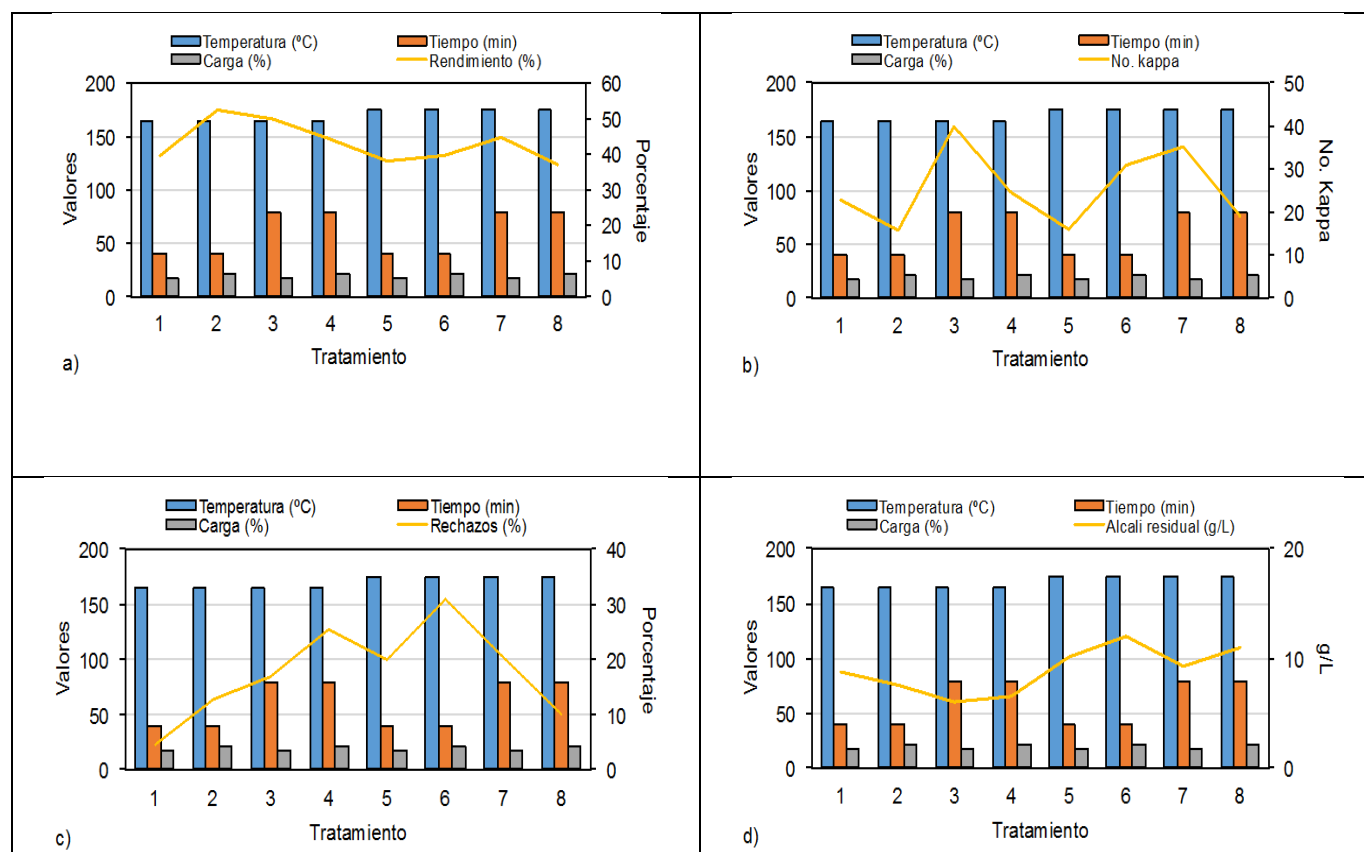 Temperatura (ºC) Tiempo (min)
Carga (%) Rendimiento (%)
200 60
150 50
100 40
50 30
0 20
10
0
Valores
Porcentaje
1 2 3 4 5 6 7 8
Tratamiento
a)
Temperatura (ºC) Tiempo (min)
Carga (%) No. kappa
200 50
150 40
100 30
50 20
0 10
0
Valores
No. Kappa
1 2 3 4 5 6 7 8
Tratamiento
b)
Temperatura (ºC) Tiempo (min)
Carga (%) Rechazos (%)
200 40
150 30
100 20
50 10
0 0
Valores
Porcentaje
1 2 3 4 5 6 7 8
Tratamiento
c)
Temperatura (ºC) Tiempo (min)
Carga (%) Alcali residual (g/L)
200 20
150
100 10
50
0 0
Valores
g/L
1 2 3 4 5 6 7 8
Tratamiento
d)